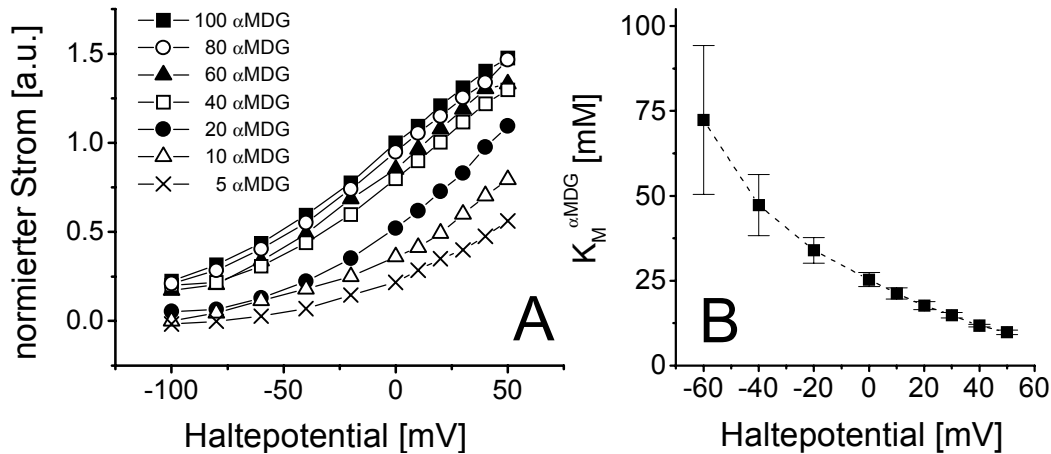 normierter Strom [a.u.]
1.5
1.0
0.5
0.0
100 αMDG
80 αMDG
60 αMDG
40 αMDG
20 αMDG
10 αMDG
5 αMDG
A
-100
-50
0
50
Haltepotential [mV]
K_M^αMDG [mM]
100
75
50
25
0
B
-60
-40
-20
0
20
40
60
Haltepotential [mV]